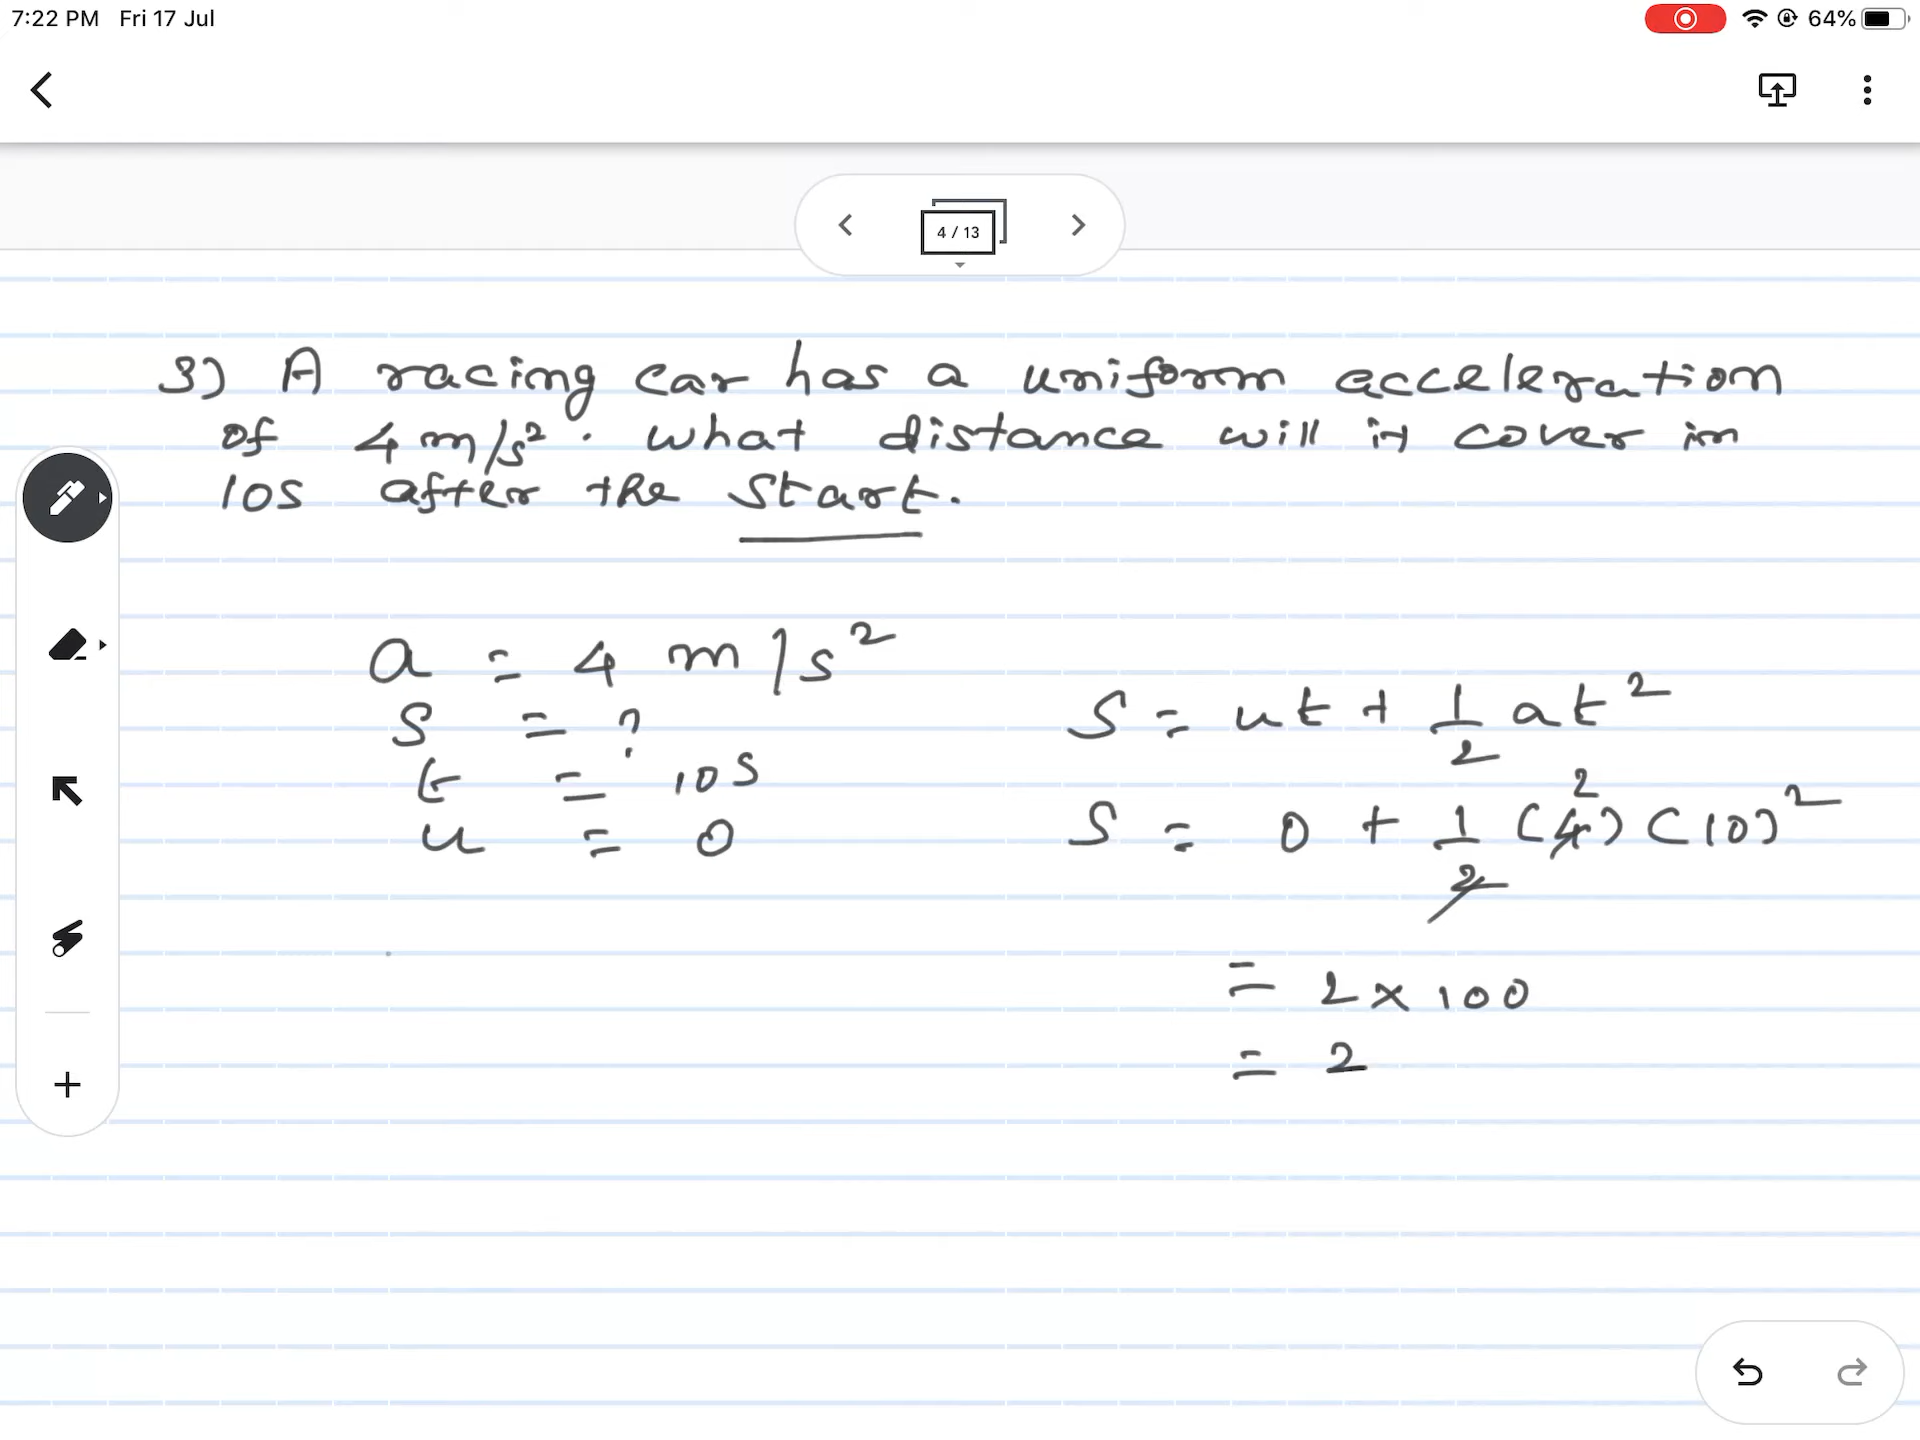 7:22 PM Fri 17 Jul 64%
4 / 13
3) A racing car has a uniform acceleration
of 4 m/s². what distance will it cover in
10s after the start.
a = 4 m/s²
s = ?
t = 10s
u = 0
S = ut + 1/2 at²
S = 0 + 1/2 (4) 2 (10)²
= 2 × 100
= 2